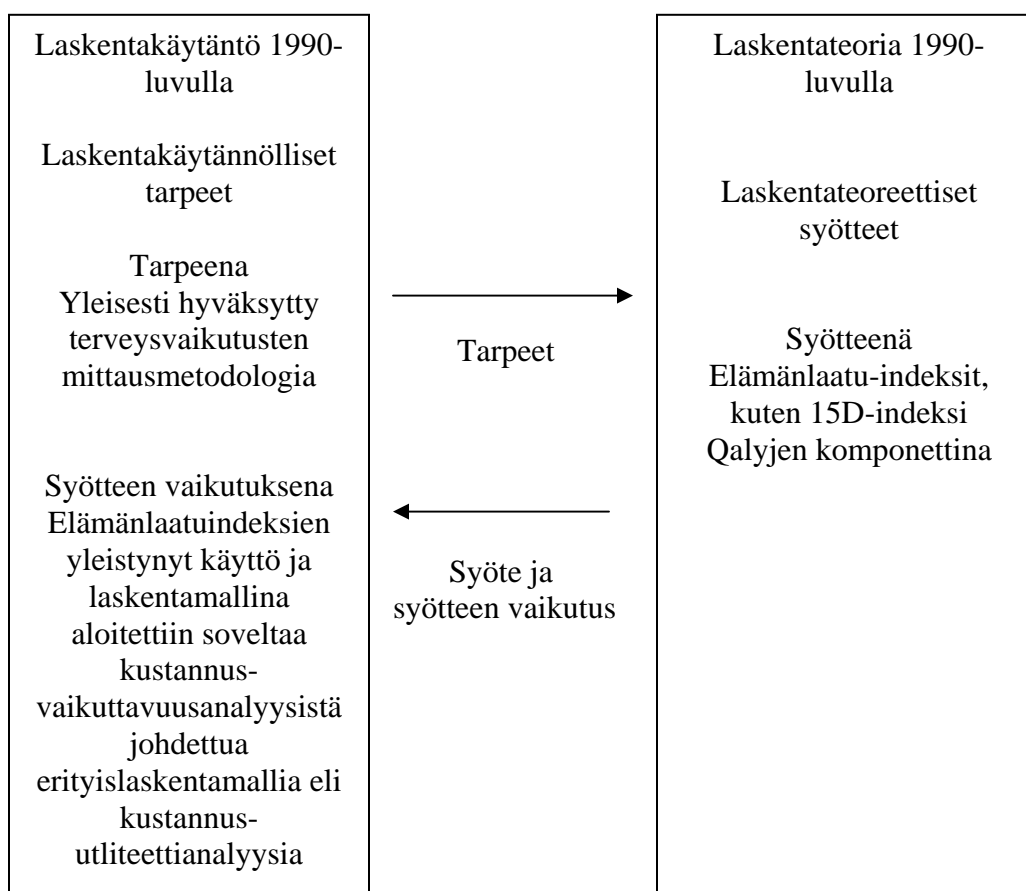 Laskentakäytäntö 1990-
luvulla
Laskentakäytännölliset
tarpeet
Tarpeena
Yleisesti hyväksytty
terveysvaikutusten
mittausmetodologia
Syötteen vaikutuksena
Elämänlaatuindeksien
yleistynyt käyttö ja
laskentamallina
aloitettiin soveltaa
kustannus-
vaikuttavuusanalyysistä
johdettua
erityislaskentamallia eli
kustannus-
utliteettianalyysia
Tarpeet
Syöte ja
syötteen vaikutus
Laskentateoria 1990-
luvulla
Laskentateoreettiset
syötteet
Syötteenä
Elämänlaatu-indeksit,
kuten 15D-indeksi
Qalyjen komponettina